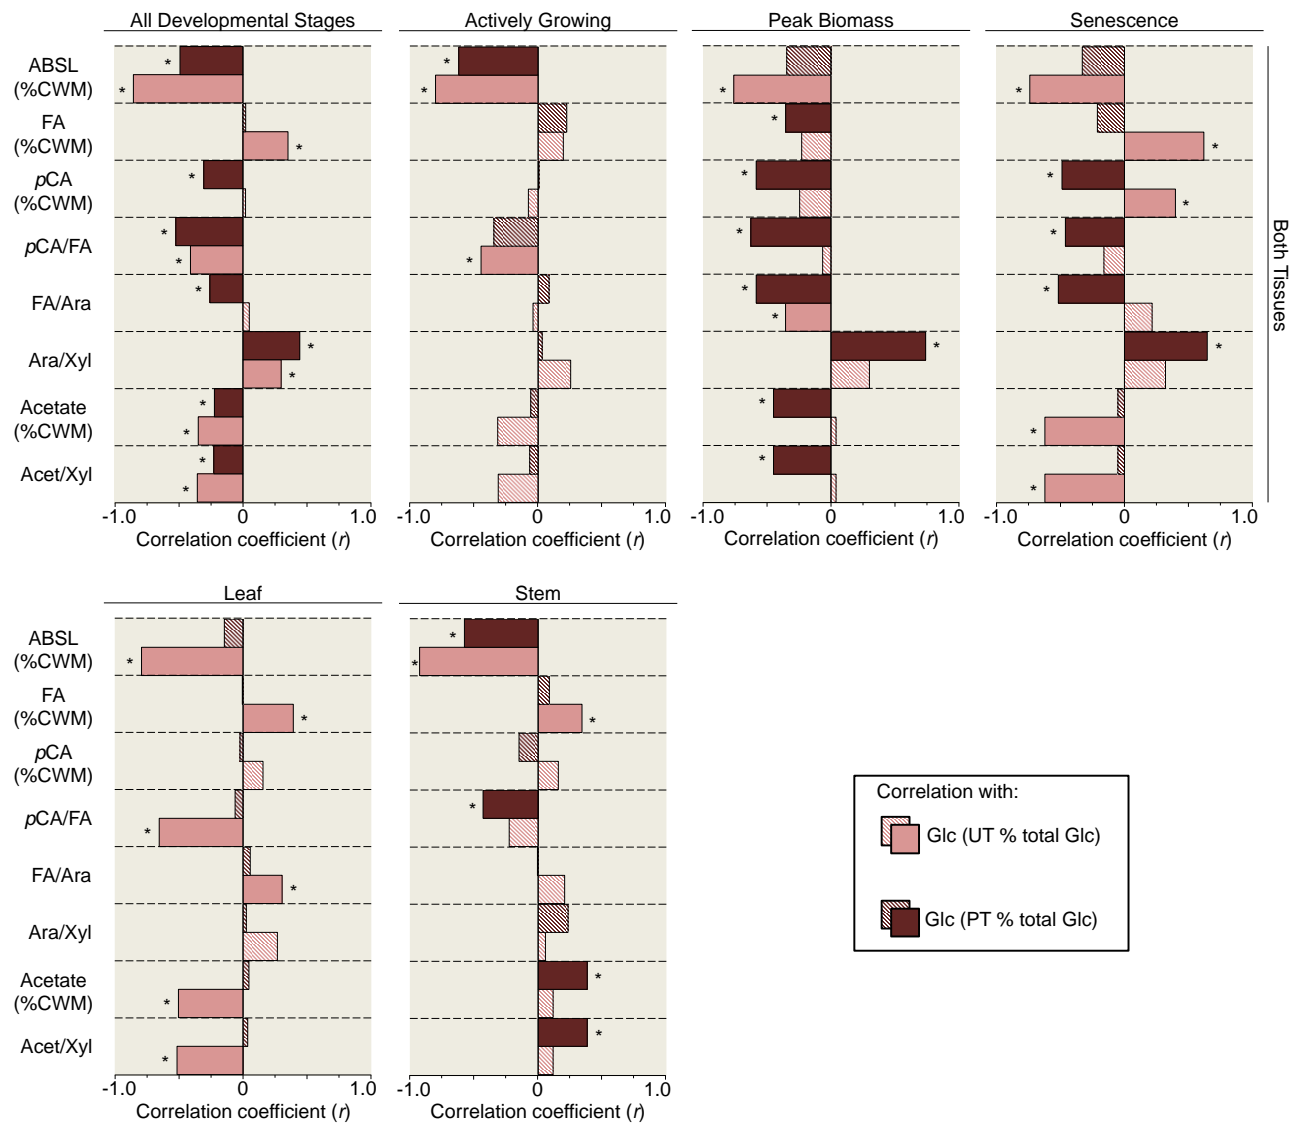 All Developmental Stages
Actively Growing
Peak Biomass
Senescence
ABSL
(%CWM)
* *
* *
* *
FA
(%CWM)
*
*
*
pCA
(%CWM)
*
*
* *
pCA/FA
* *
*
*
*
FA/Ara
*
* *
*
Ara/Xyl
* *
*
*
Acetate
(%CWM)
* *
*
*
Acet/Xyl
* *
*
*
Both Tissues
-1.0 0 1.0
-1.0 0 1.0
-1.0 0 1.0
-1.0 0 1.0
Correlation coefficient (r)
Correlation coefficient (r)
Correlation coefficient (r)
Correlation coefficient (r)
Leaf
Stem
ABSL
(%CWM)
*
* *
FA
(%CWM)
*
*
pCA
(%CWM)
pCA/FA
*
*
FA/Ara
*
Ara/Xyl
Acetate
(%CWM)
*
*
Acet/Xyl
*
*
-1.0 0 1.0
-1.0 0 1.0
Correlation coefficient (r)
Correlation coefficient (r)
Correlation with:
Glc (UT % total Glc)
Glc (PT % total Glc)